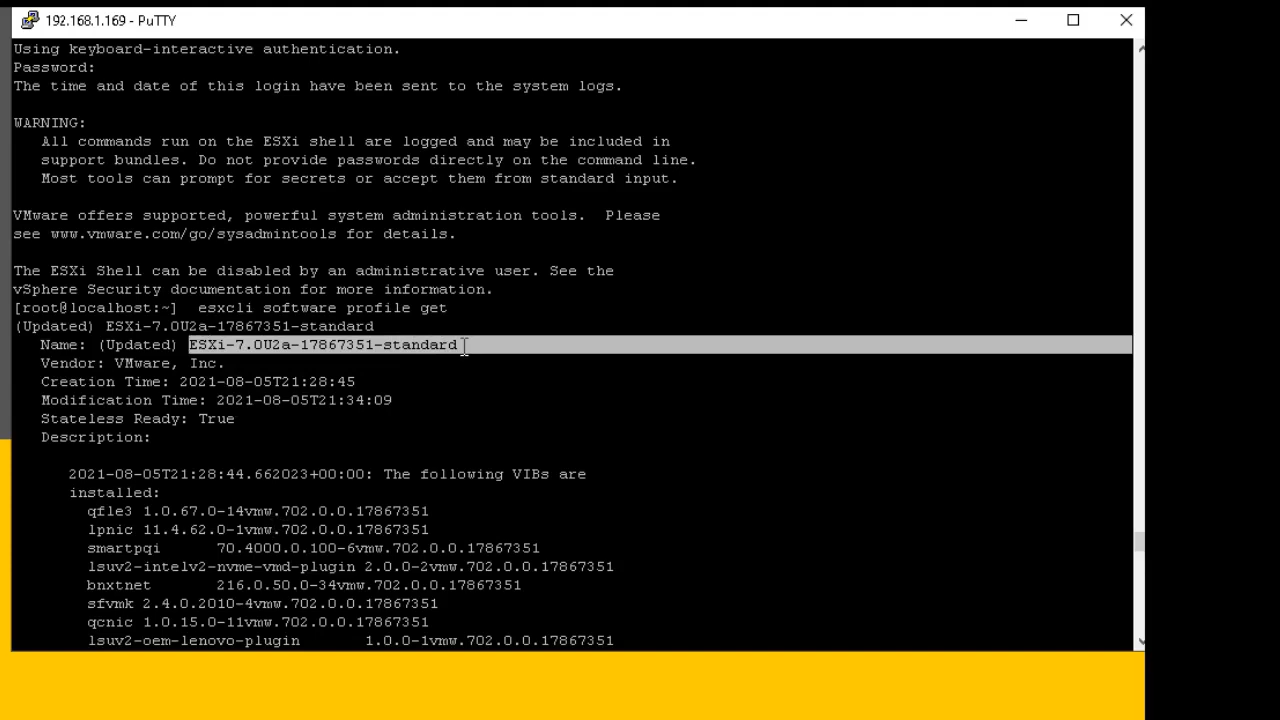 192.168.1.169 - PuTTY
Using keyboard-interactive authentication.
Password:
The time and date of this login have been sent to the system logs.
WARNING:
All commands run on the ESXi shell are logged and may be included in
support bundles. Do not provide passwords directly on the command line.
Most tools can prompt for secrets or accept them from standard input.
VMware offers supported, powerful system administration tools.  Please
see www.vmware.com/go/sysadmintools for details.
The ESXi Shell can be disabled by an administrative user. See the
vSphere Security documentation for more information.
[root@localhost:~]  esxcli software profile get
(Updated) ESXi-7.0U2a-17867351-standard
Name: (Updated) ESXi-7.0U2a-17867351-standard
Vendor: VMware, Inc.
Creation Time: 2021-08-05T21:28:45
Modification Time: 2021-08-05T21:34:09
Stateless Ready: True
Description:
2021-08-05T21:28:44.662023+00:00: The following VIBs are
installed:
qfle3 1.0.67.0-14vmw.702.0.0.17867351
lpnic 11.4.62.0-1vmw.702.0.0.17867351
smartpqi      70.4000.0.100-6vmw.702.0.0.17867351
lsuv2-intelv2-nvme-vmd-plugin 2.0.0-2vmw.702.0.0.17867351
bnxtnet       216.0.50.0-34vmw.702.0.0.17867351
sfvmk 2.4.0.2010-4vmw.702.0.0.17867351
qcnic 1.0.15.0-11vmw.702.0.0.17867351
lsuv2-oem-lenovo-plugin       1.0.0-1vmw.702.0.0.17867351